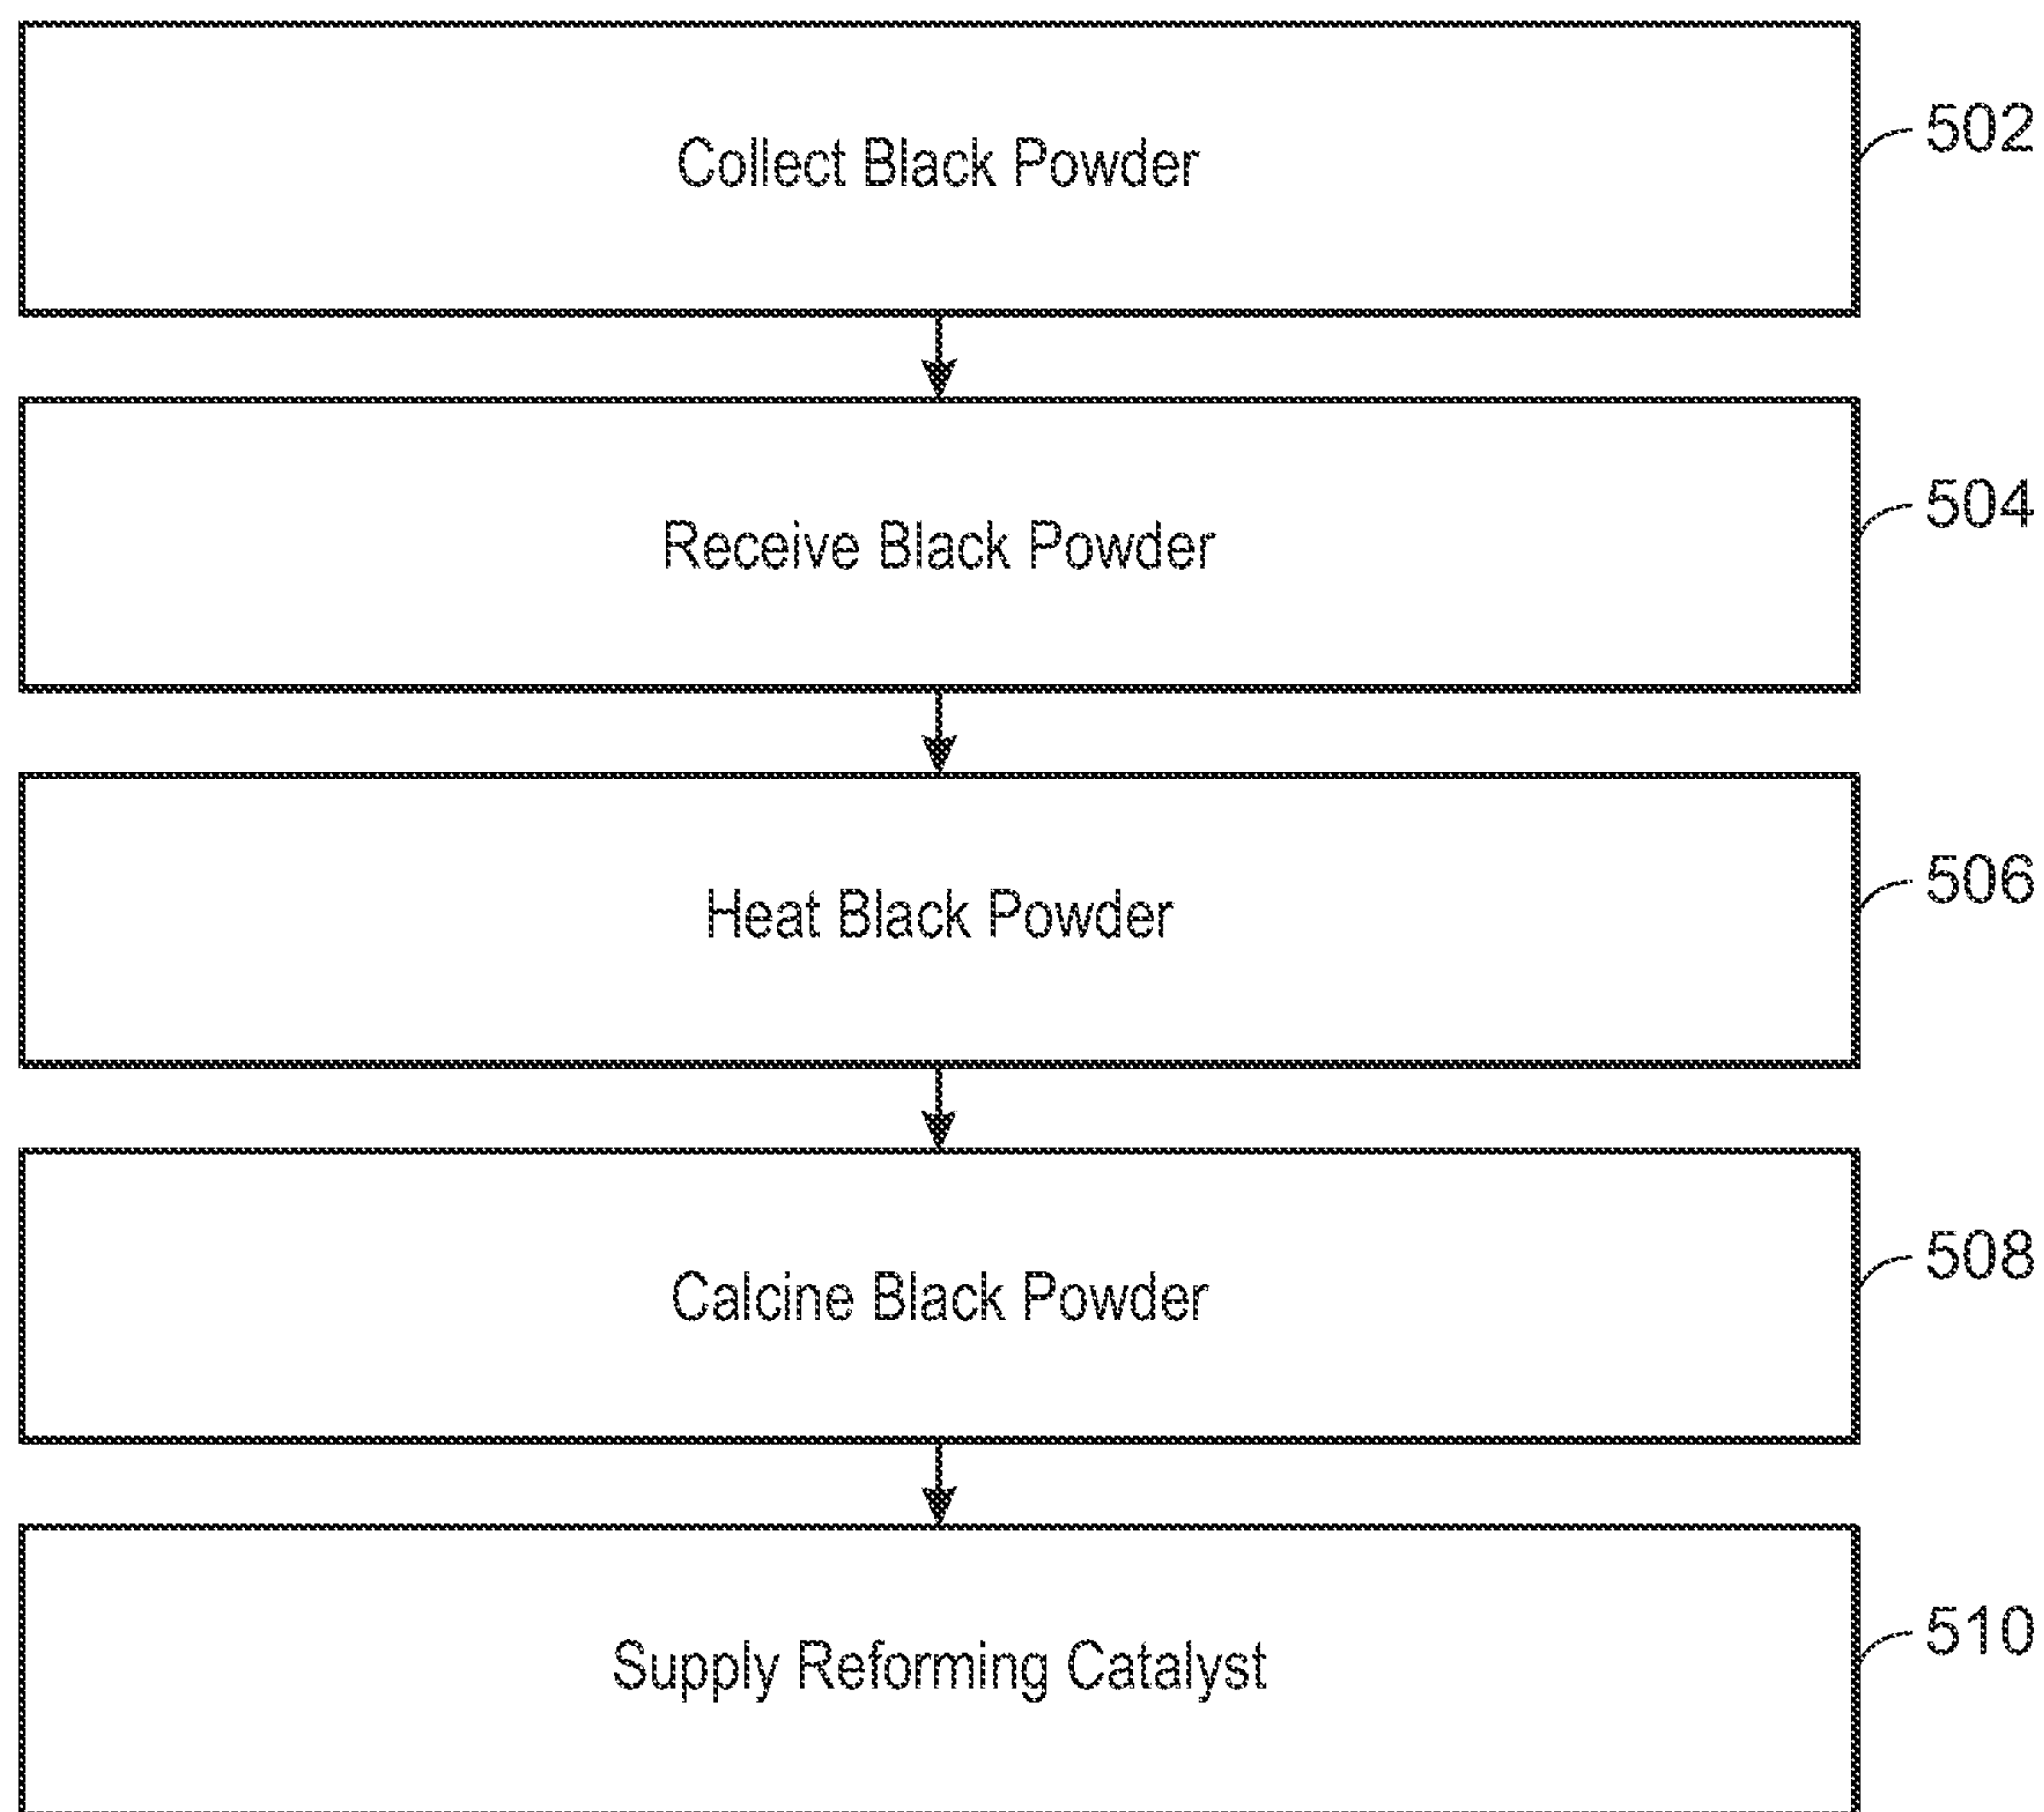 Collect Black Powder
502
Receive Black Powder
504
Heat Black Powder
506
Calcine Black Powder
508
Supply Reforming Catalyst
510